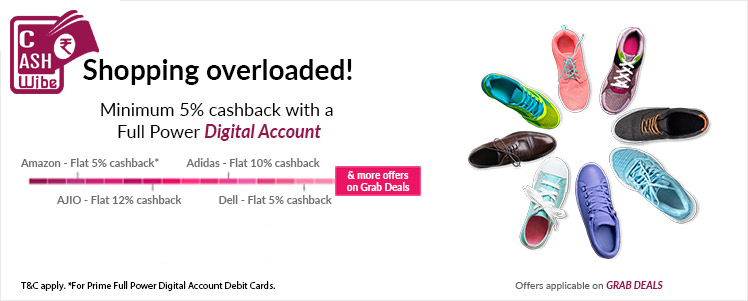 CASH
Wibe
₹
Shopping overloaded!
Minimum 5% cashback with a
Full Power Digital Account
Amazon - Flat 5% cashback*
Adidas - Flat 10% cashback
AJIO - Flat 12% cashback
Dell - Flat 5% cashback
& more offers
on Grab Deals
T&C apply. *For Prime Full Power Digital Account Debit Cards.
Offers applicable on GRAB DEALS